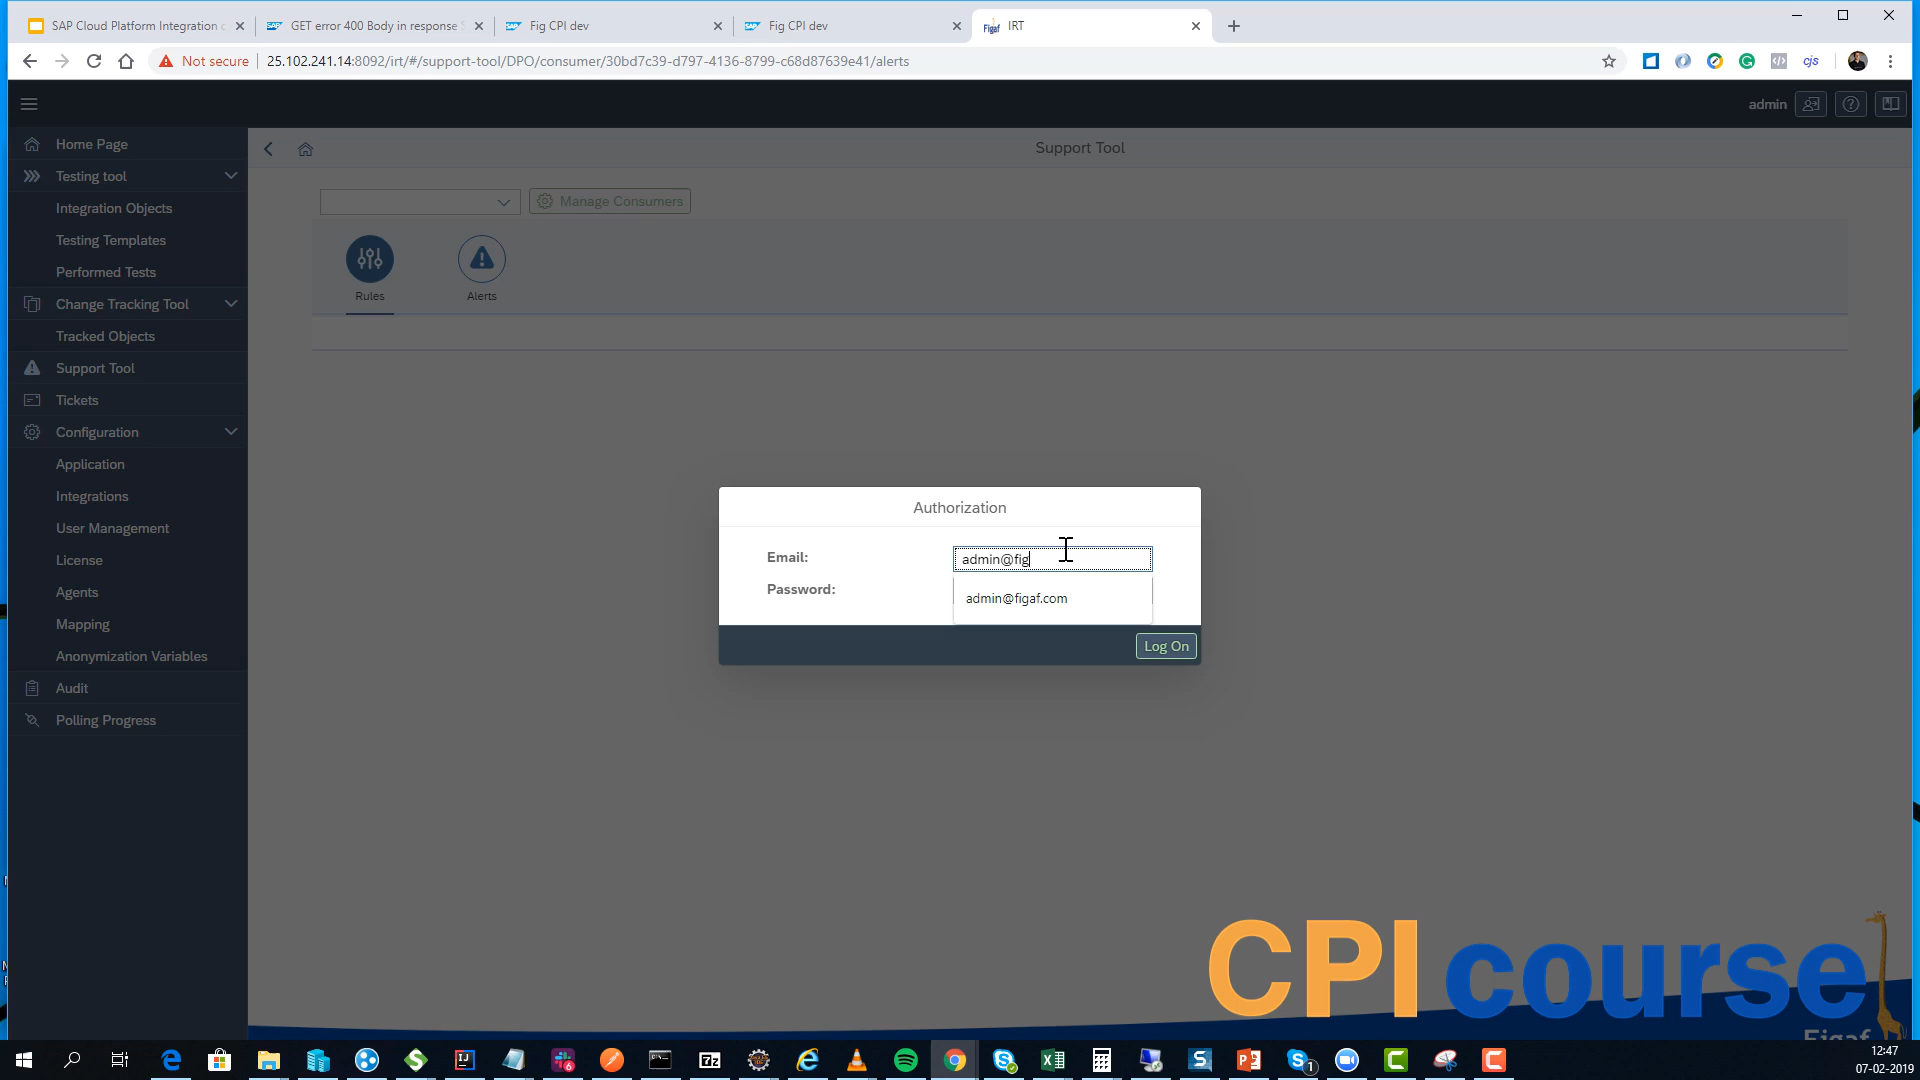 SAP Cloud Platform Integration c
GET error 400 Body in response
Fig CPI dev
Fig CPI dev
Figaf IRT
Not secure 25.102.241.14:8092/irt/#/support-tool/DPO/consumer/30bd7c39-d797-4136-8799-c68d87639e41/alerts
cjs
admin
Home Page
Testing tool
Integration Objects
Testing Templates
Performed Tests
Change Tracking Tool
Tracked Objects
Support Tool
Tickets
Configuration
Application
Integrations
User Management
License
Agents
Mapping
Anonymization Variables
Audit
Polling Progress
Support Tool
Manage Consumers
Rules
Alerts
Authorization
Email:
admin@fig
Password:
admin@figaf.com
Log On
CPI course
Figaf
12:47
07-02-2019